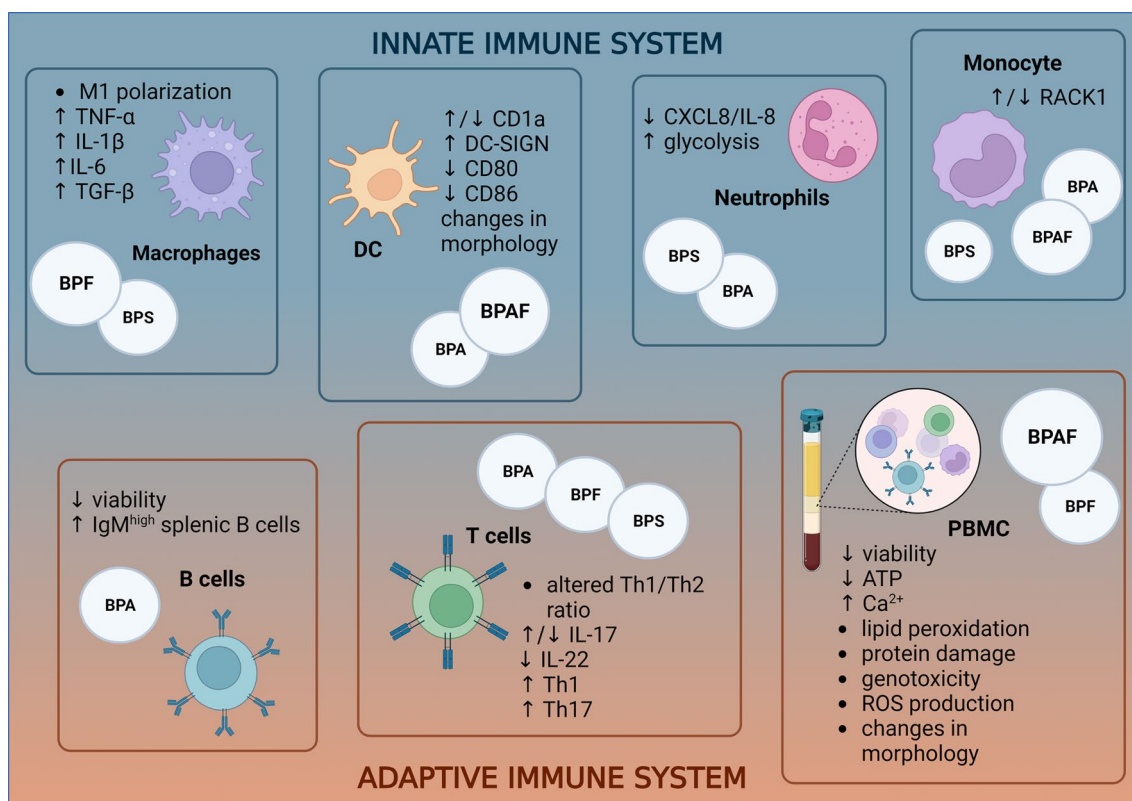 INNATE IMMUNE SYSTEM
• M1 polarization
↑ TNF-α
↑ IL-1β
↑IL-6
↑ TGF-β
Macrophages
BPF
BPS
↑/↓ CD1a
↑ DC-SIGN
↓ CD80
↓ CD86
changes in
morphology
DC
BPAF
BPA
↓ CXCL8/IL-8
↑ glycolysis
Neutrophils
BPS
BPA
Monocyte
↑/↓ RACK1
BPA
BPAF
BPS
↓ viability
↑ IgM^high splenic B cells
B cells
BPA
BPA
BPF
BPS
T cells
• altered Th1/Th2
ratio
↑/↓ IL-17
↓ IL-22
↑ Th1
↑ Th17
BPAF
BPF
PBMC
↓ viability
↓ ATP
↑ Ca²⁺
• lipid peroxidation
• protein damage
• genotoxicity
• ROS production
• changes in
morphology
ADAPTIVE IMMUNE SYSTEM